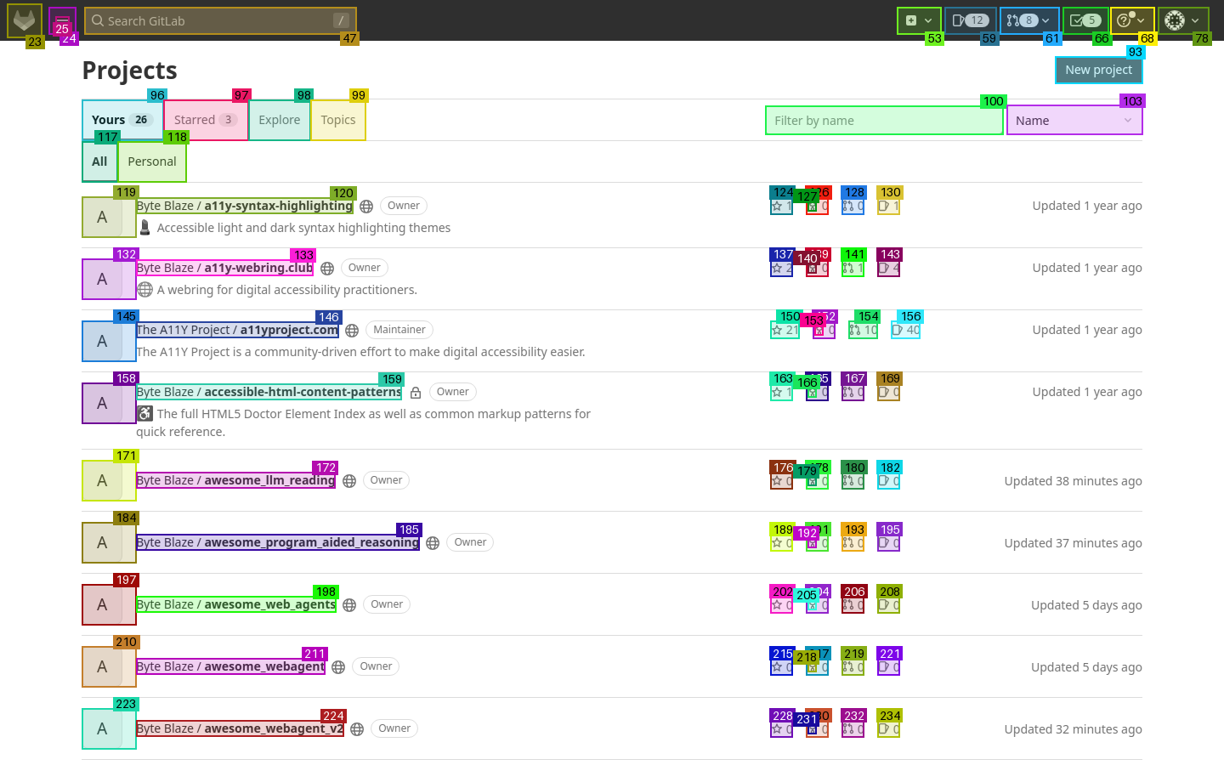 Search GitLab /
12 8 5
23 25 24 47 53 59 61 66 68 78
Projects
93
New project
96 97 98 99 100 103
Yours 26 Starred 3 Explore Topics Filter by name Name
117 118
All Personal
119 120 124 127 128 130
A Byte Blaze / a11y-syntax-highlighting Owner 1 0 0 1 Updated 1 year ago
Accessible light and dark syntax highlighting themes
132 133 137 140 141 143
A Byte Blaze / a11y-webring.club Owner 2 0 1 4 Updated 1 year ago
A webring for digital accessibility practitioners.
145 146 150 153 154 156
A The A11Y Project / a11yproject.com Maintainer 21 0 10 40 Updated 1 year ago
The A11Y Project is a community-driven effort to make digital accessibility easier.
158 159 163 166 167 169
A Byte Blaze / accessible-html-content-patterns Owner 1 0 0 0 Updated 1 year ago
The full HTML5 Doctor Element Index as well as common markup patterns for
quick reference.
171 172 176 179 180 182
A Byte Blaze / awesome_llm_reading Owner 0 0 0 0 Updated 38 minutes ago
184 185 189 192 193 195
A Byte Blaze / awesome_program_aided_reasoning Owner 0 0 0 0 Updated 37 minutes ago
197 198 202 205 206 208
A Byte Blaze / awesome_web_agents Owner 0 0 0 0 Updated 5 days ago
210 211 215 218 219 221
A Byte Blaze / awesome_webagent Owner 0 0 0 0 Updated 5 days ago
223 224 228 231 232 234
A Byte Blaze / awesome_webagent_v2 Owner 0 0 0 0 Updated 32 minutes ago